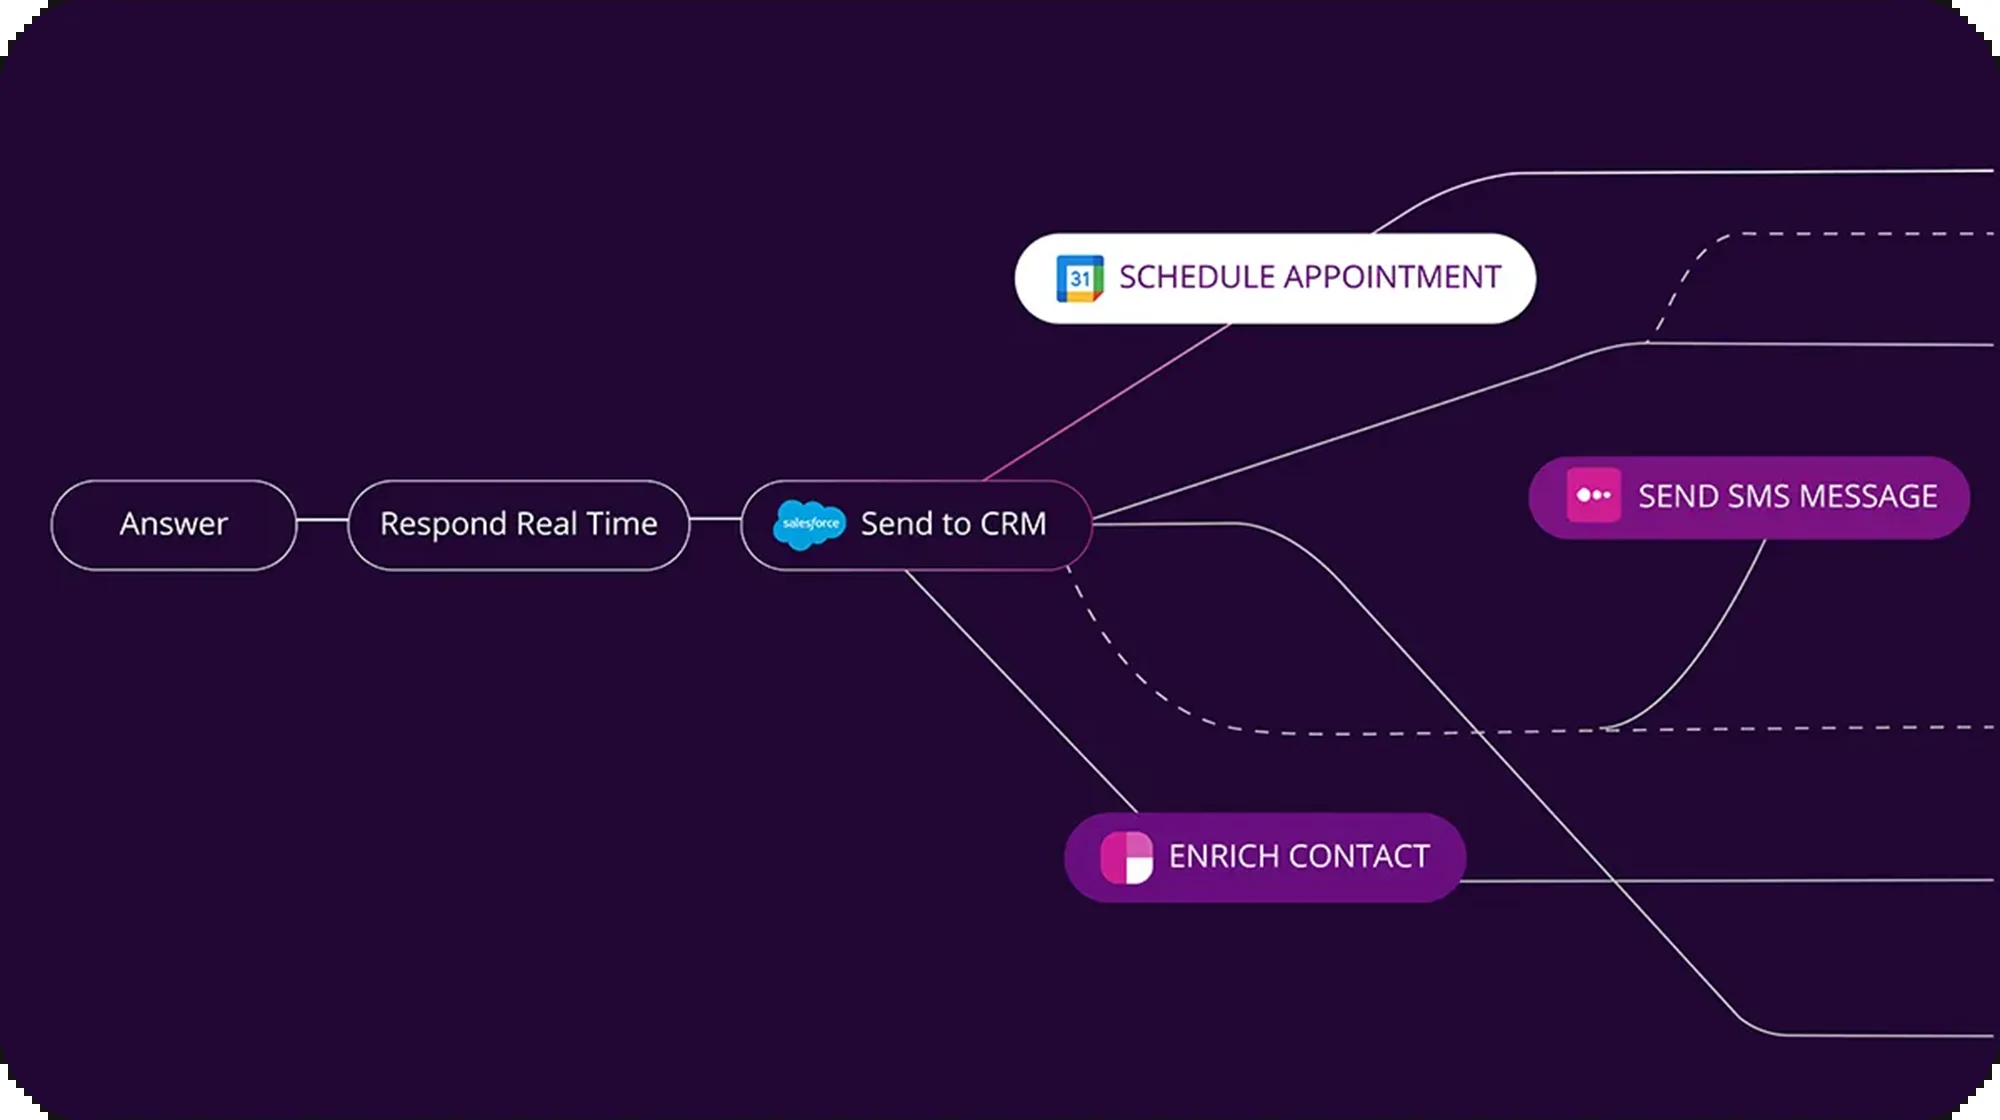 31 SCHEDULE APPOINTMENT
SEND SMS MESSAGE
Answer
Respond Real Time
salesforce Send to CRM
ENRICH CONTACT